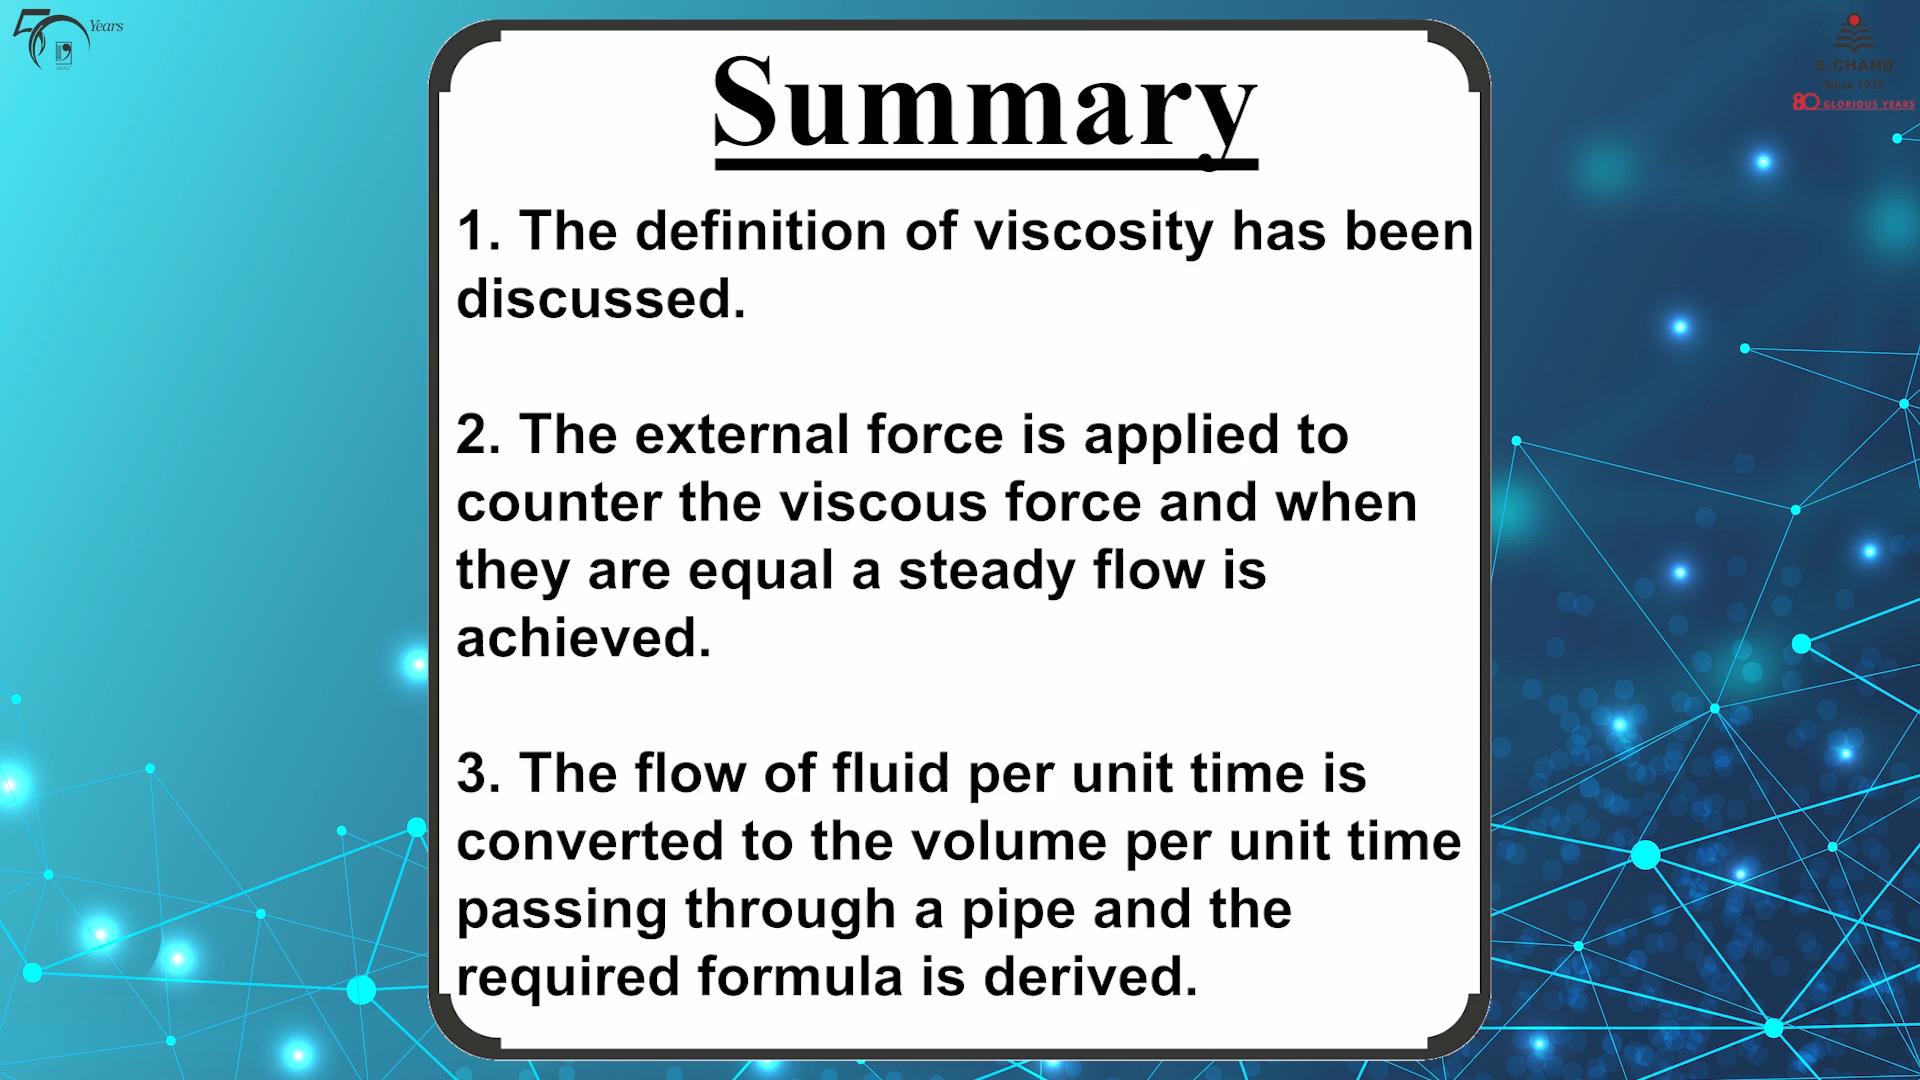 50 Years
S. CHAND
Since 1939
80 GLORIOUS YEARS
Summary
1. The definition of viscosity has been
discussed.
2. The external force is applied to
counter the viscous force and when
they are equal a steady flow is
achieved.
3. The flow of fluid per unit time is
converted to the volume per unit time
passing through a pipe and the
required formula is derived.